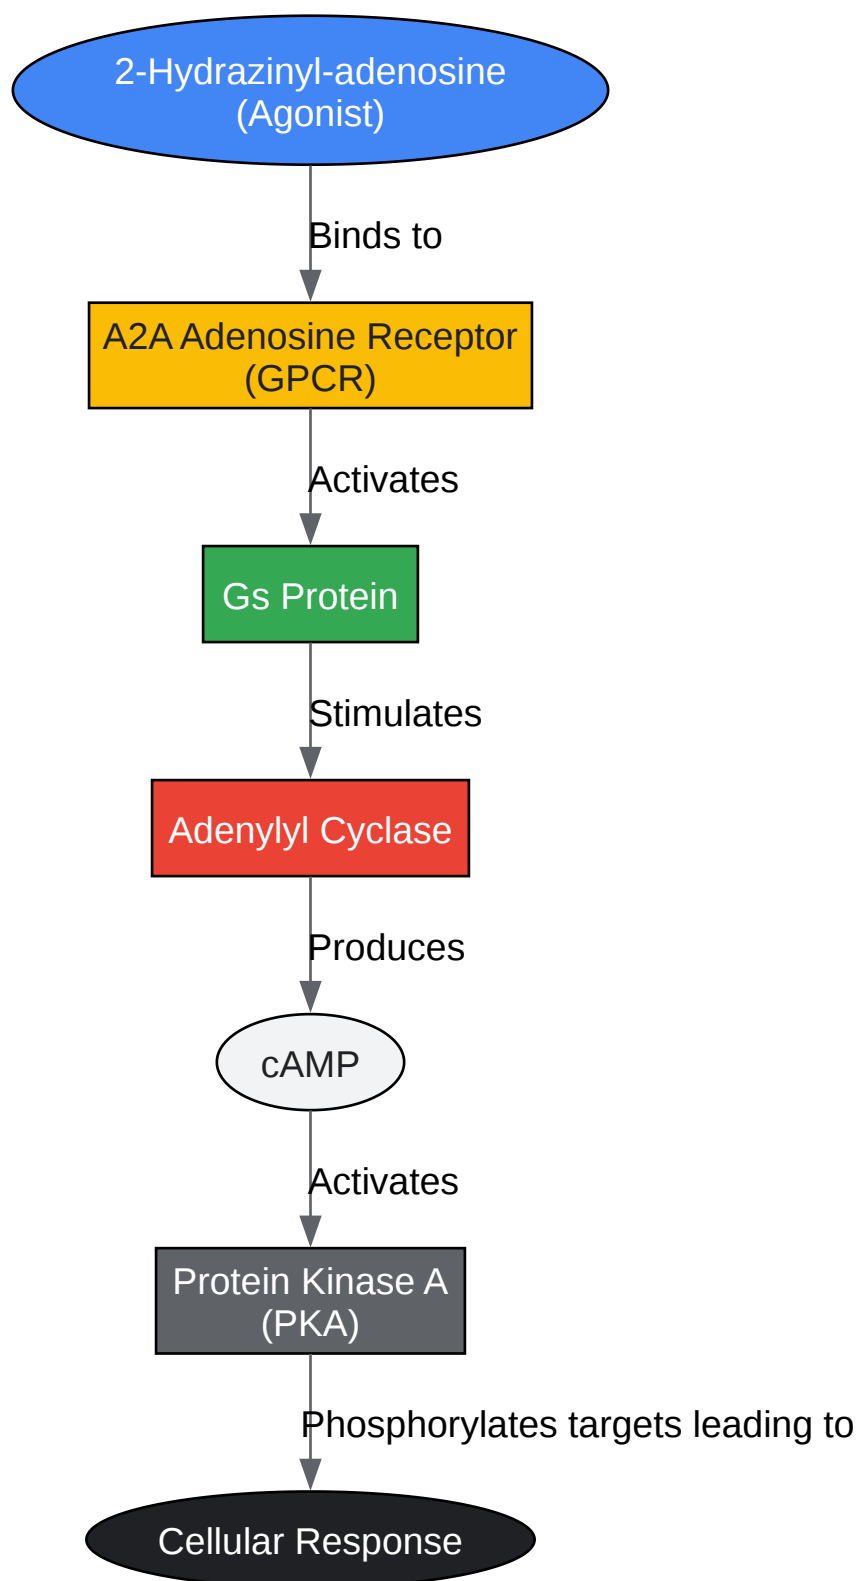 2-Hydrazinyl-adenosine
(Agonist)
Binds to
A2A Adenosine Receptor
(GPCR)
Activates
Gs Protein
Stimulates
Adenylyl Cyclase
Produces
cAMP
Activates
Protein Kinase A
(PKA)
Phosphorylates targets leading to
Cellular Response